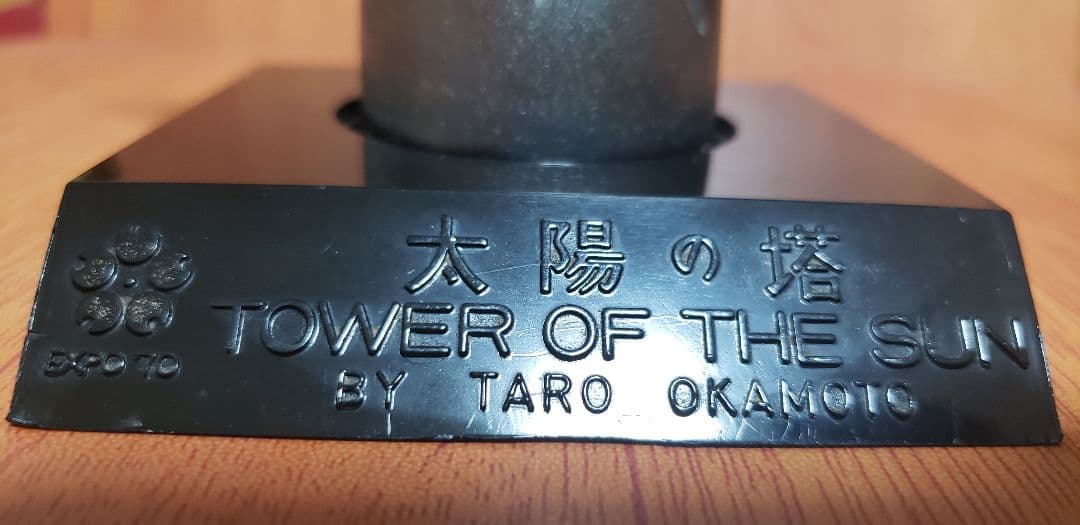 太陽の塔
TOWER OF THE SUN
BY TARO OKAMOTO
EXPO'70